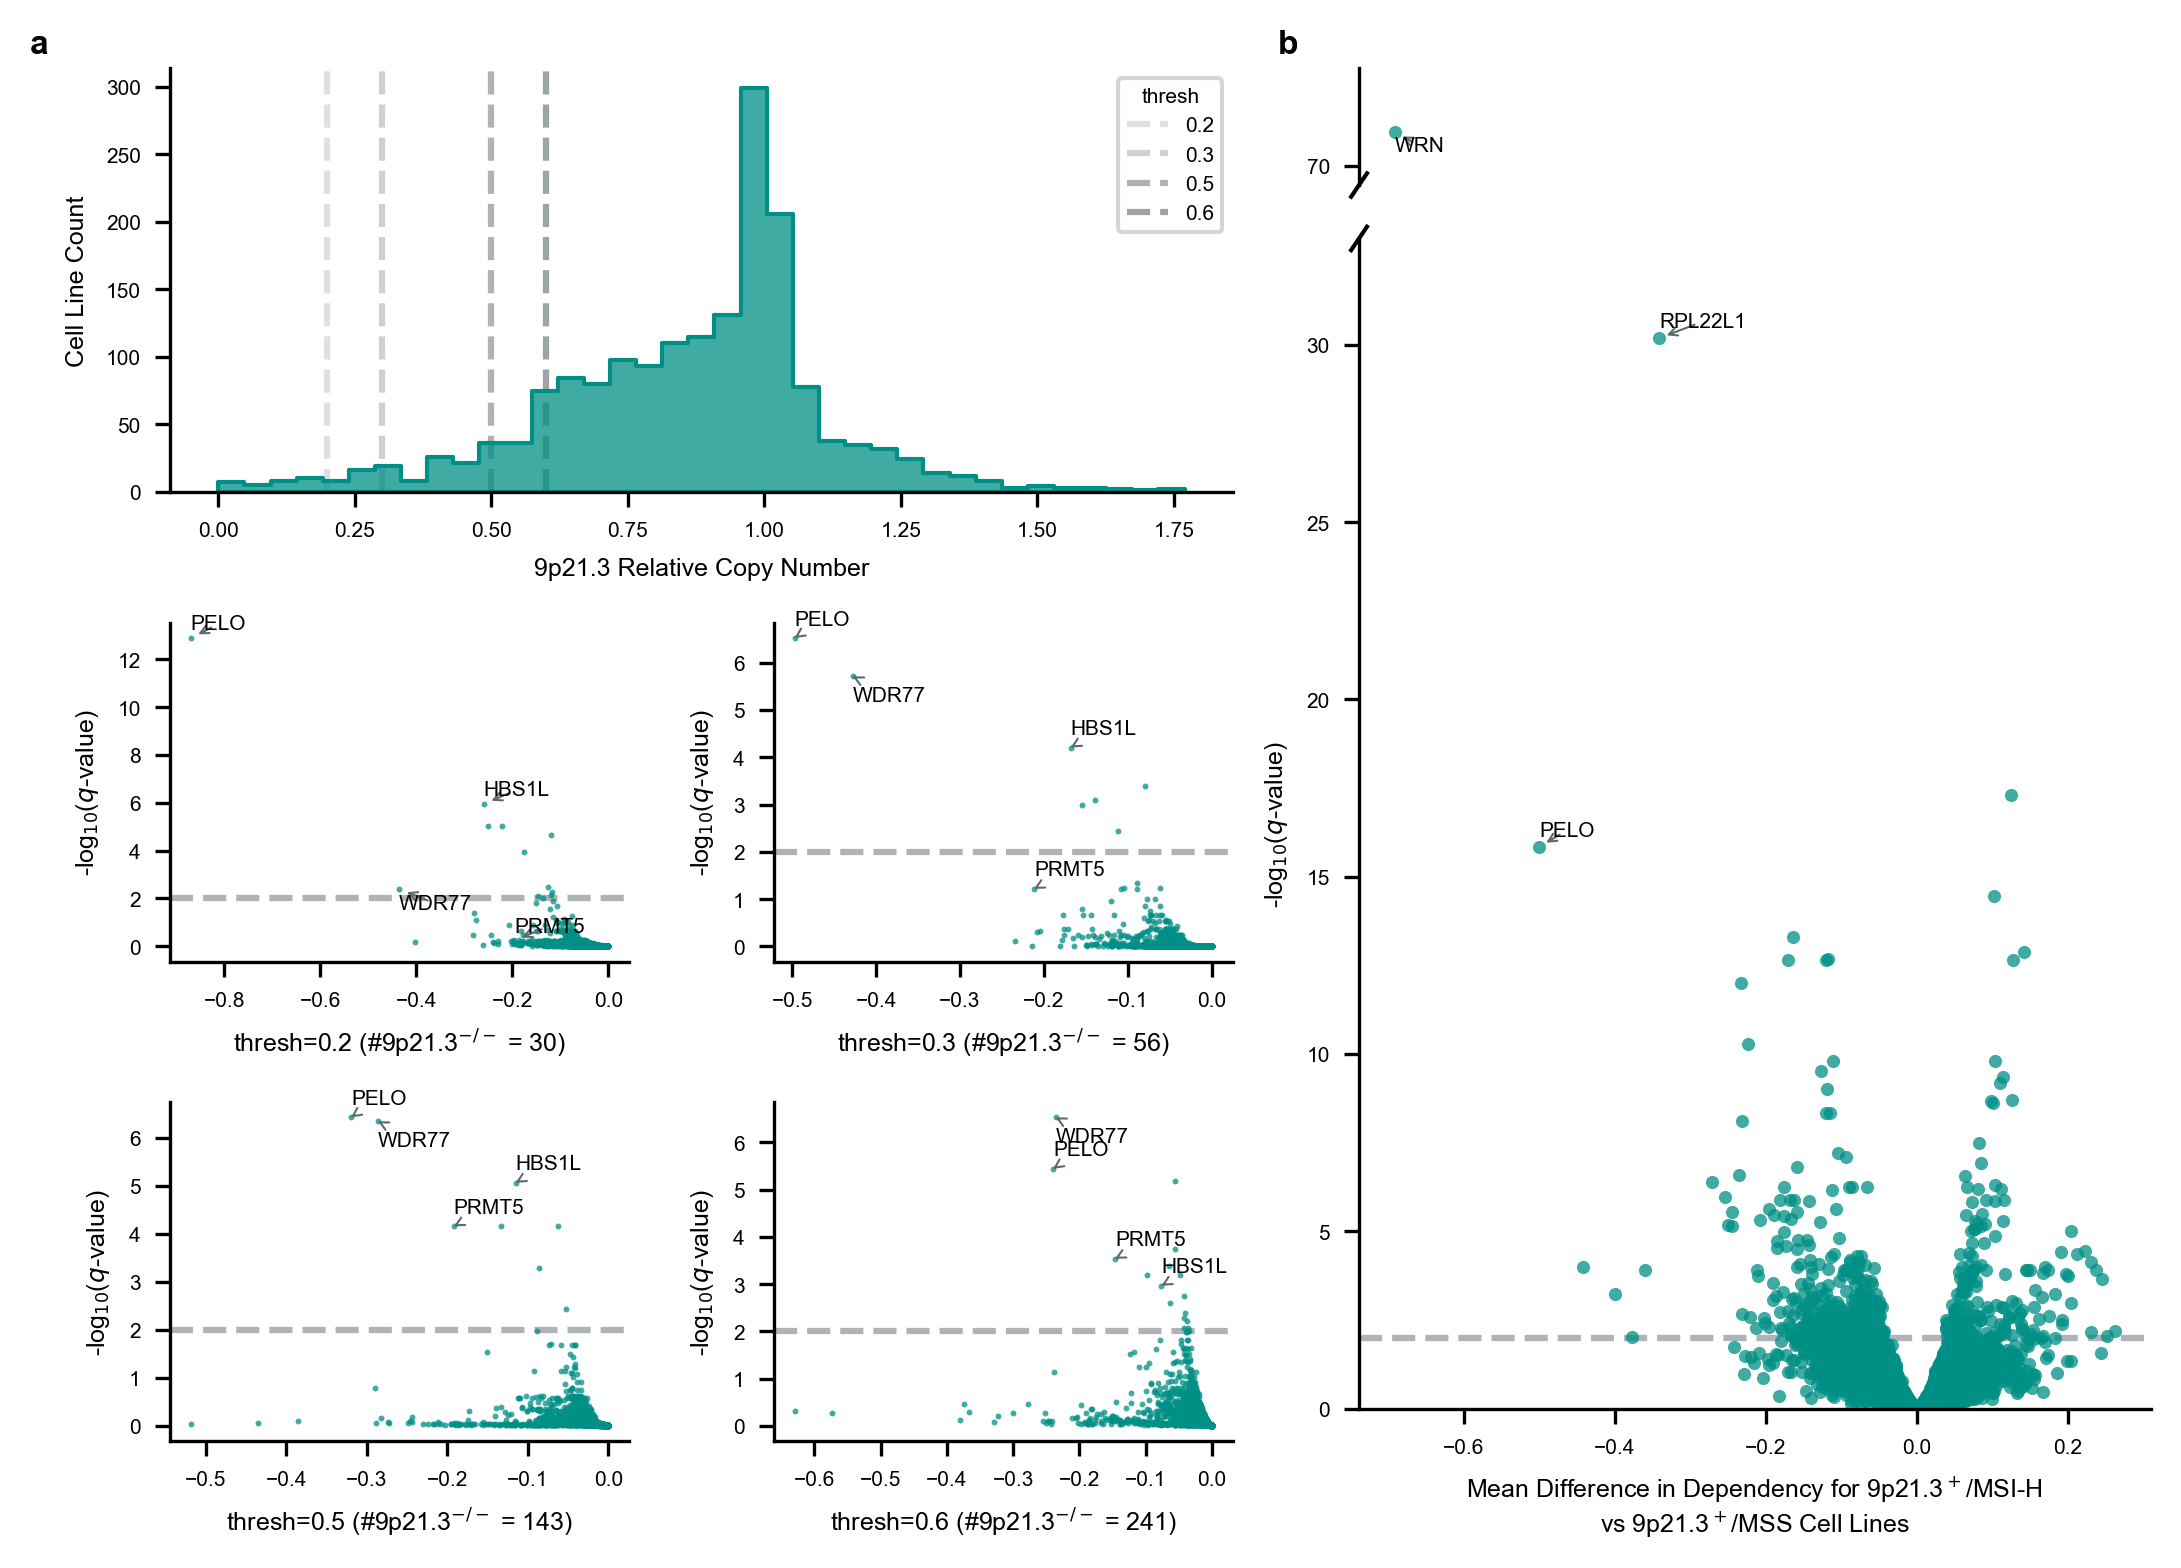 a
300
250
200
150
100
50
0
Cell Line Count
0.00 0.25 0.50 0.75 1.00 1.25 1.50 1.75
9p21.3 Relative Copy Number
thresh
0.2
0.3
0.5
0.6
PELO
HBS1L
WDR77
PRMT5
12
10
8
6
4
2
0
-log10(q-value)
−0.8 −0.6 −0.4 −0.2 0.0
thresh=0.2 (#9p21.3−/− = 30)
PELO
WDR77
HBS1L
PRMT5
6
5
4
3
2
1
0
-log10(q-value)
−0.5 −0.4 −0.3 −0.2 −0.1 0.0
thresh=0.3 (#9p21.3−/− = 56)
PELO
WDR77
HBS1L
PRMT5
6
5
4
3
2
1
0
-log10(q-value)
−0.5 −0.4 −0.3 −0.2 −0.1 0.0
thresh=0.5 (#9p21.3−/− = 143)
WDR77
PELO
PRMT5
HBS1L
6
5
4
3
2
1
0
-log10(q-value)
−0.6 −0.5 −0.4 −0.3 −0.2 −0.1 0.0
thresh=0.6 (#9p21.3−/− = 241)
b
WRN
70
RPL22L1
30
25
20
PELO
15
10
5
0
-log10(q-value)
−0.6 −0.4 −0.2 0.0 0.2
Mean Difference in Dependency for 9p21.3+/MSI-H
vs 9p21.3+/MSS Cell Lines